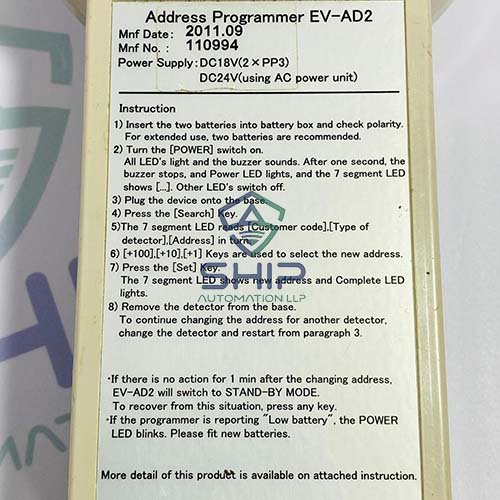 Address Programmer EV-AD2
Mnf Date: 2011.09
Mnf No. : 110994
Power Supply:DC18V(2×PP3)
DC24V(using AC power unit)
Instruction
1) Insert the two batteries into battery box and check polarity.
For extended use, two batteries are recommended.
2) Turn the [POWER] switch on.
All LED's light and the buzzer sounds. After one second, the
buzzer stops, and Power LED lights, and the 7 segment LED
shows [...]. Other LED's switch off.
3) Plug the device onto the base.
4) Press the [Search] Key.
5)The 7 segment LED reads [Customer code],[Type of
detector],[Address] in turn.
6) [+100],[+10],[+1] Keys are used to select the new address.
7) Press the [Set] Key.
The 7 segment LED shows new address and Complete LED
lights.
SHIP
AUTOMATION LLP
8) Remove the detector from the base.
To continue changing the address for another detector,
change the detector and restart from paragraph 3.
·If there is no action for 1 min after the changing address,
EV-AD2 will switch to STAND-BY MODE.
To recover from this situation, press any key.
·If the programmer is reporting "Low battery", the POWER
LED blinks. Please fit new batteries.
More detail of this product is available on attached instruction.